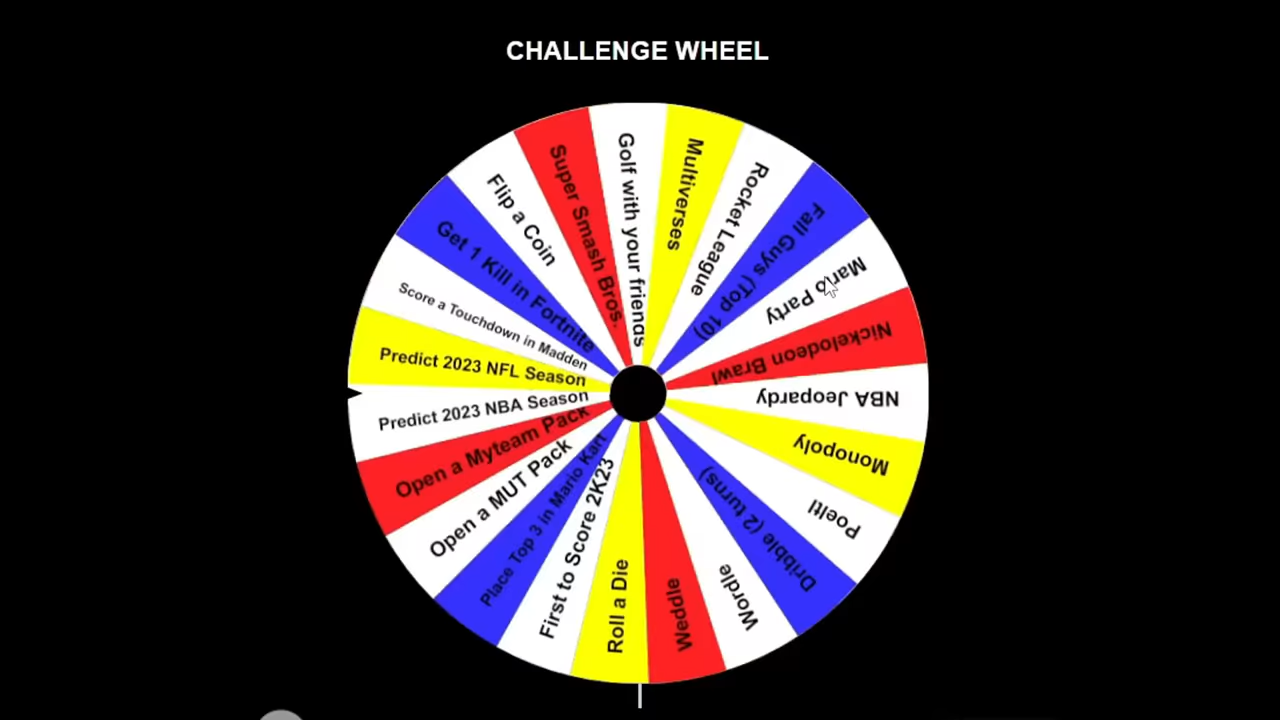 CHALLENGE WHEEL
Golf with your friends
Multiverses
Rocket League
Fall Guys (Top 10)
Mario Party
Nickelodeon Brawl
NBA Jeopardy
Monopoly
Poeltl
Dribble (2 turns)
Wordle
Weddle
Roll a Die
First to Score 2K23
Place Top 3 in Mario Kart
Open a MUT Pack
Open a Myteam Pack
Predict 2023 NBA Season
Predict 2023 NFL Season
Score a Touchdown in Madden
Get 1 Kill in Fortnite
Flip a Coin
Super Smash Bros.